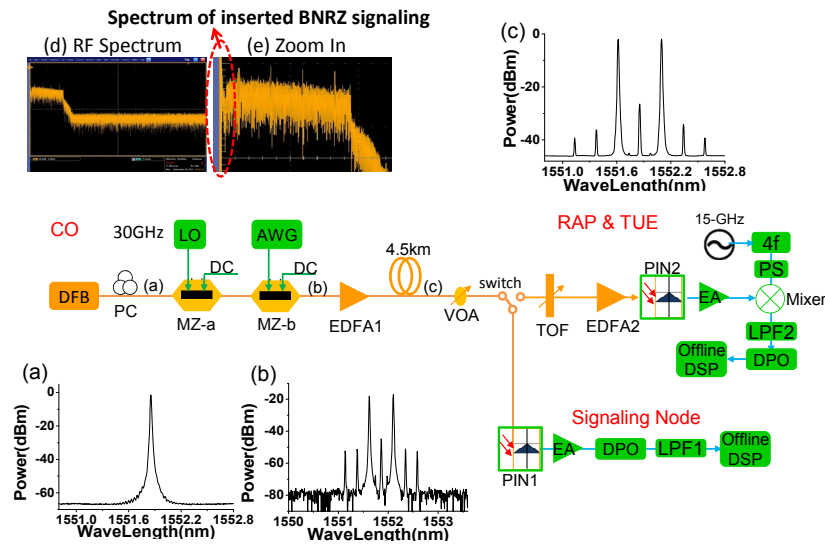 Spectrum of inserted BNRZ signaling
(d) RF Spectrum
(e) Zoom In
(c)
Power(dBm)
0
-20
-40
1551.0 1551.6 1552.2 1552.8
WaveLength(nm)
CO
30GHz
LO
AWG
DC
DC
4.5km
RAP & TUE
15-GHz
4f
PS
PIN2
EA
Mixer
switch
DFB
PC
(a)
MZ-a
MZ-b
(b)
EDFA1
(c)
VOA
TOF
EDFA2
LPF2
DPO
Offline
DSP
(a)
Power(dBm)
0
-20
-40
-60
1551.0 1551.6 1552.2 1552.8
WaveLength(nm)
(b)
Power(dBm)
0
-20
-40
-60
-80
1550 1551 1552 1553
WaveLength(nm)
Signaling Node
PIN1
EA
DPO
LPF1
Offline
DSP